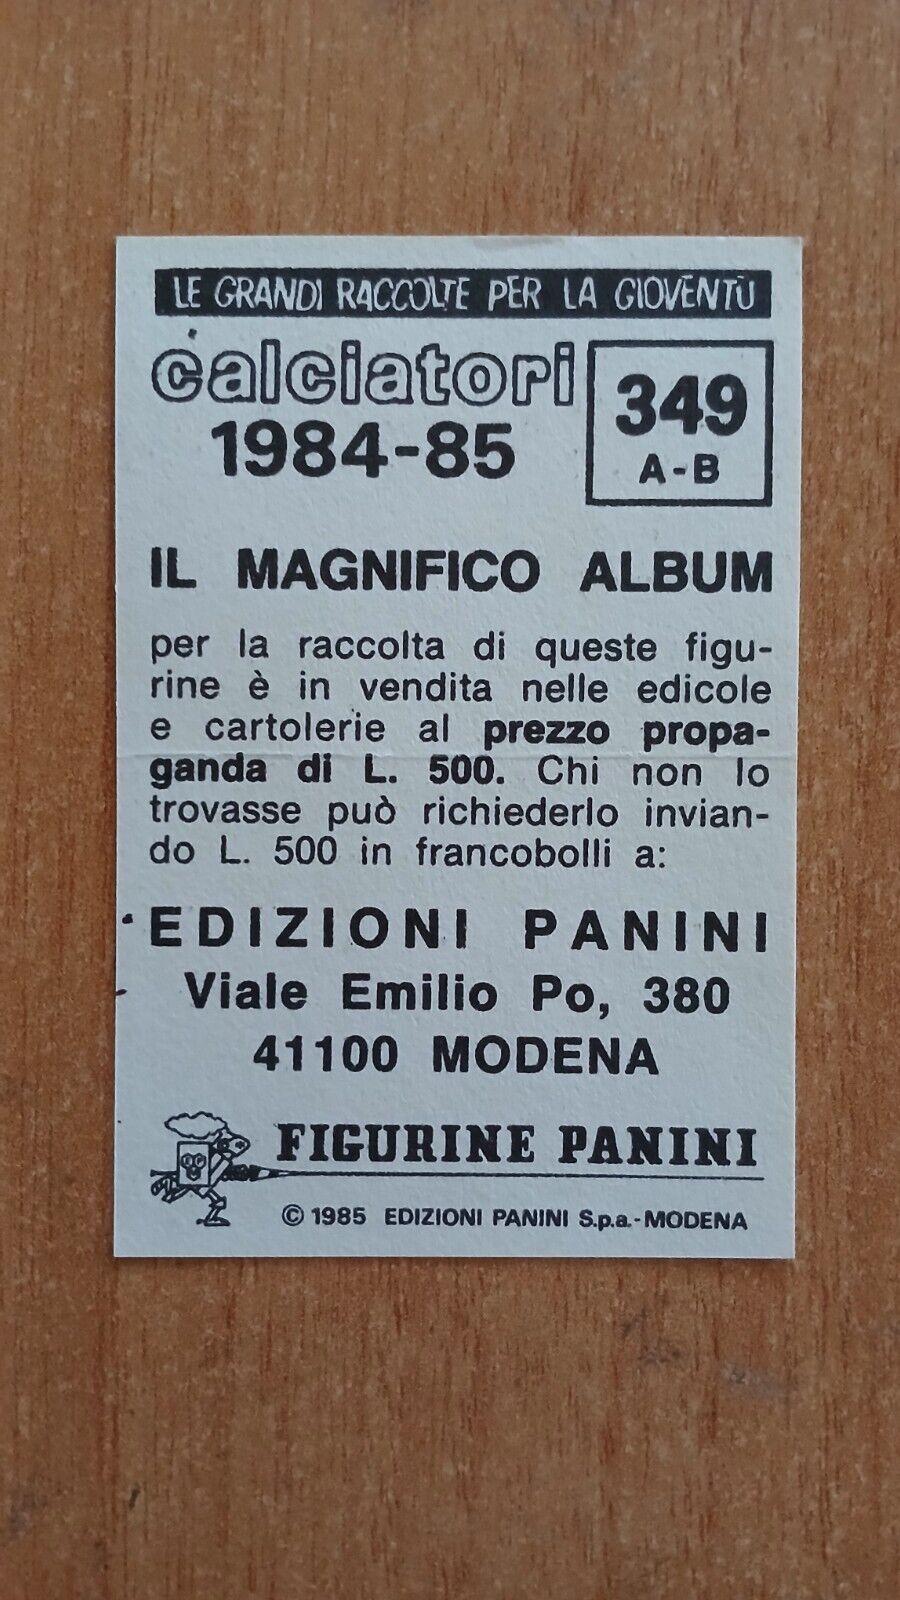 LE GRANDI RACCOLTE PER LA GIOVENTÙ
calciatori
1984-85
349
A-B
IL MAGNIFICO ALBUM
per la raccolta di queste figu-
rine è in vendita nelle edicole
e cartolerie al prezzo propa-
ganda di L. 500. Chi non lo
trovasse può richiederlo invian-
do L. 500 in francobolli a:
EDIZIONI PANINI
Viale Emilio Po, 380
41100 MODENA
FIGURINE PANINI
© 1985 EDIZIONI PANINI S.p.a.-MODENA